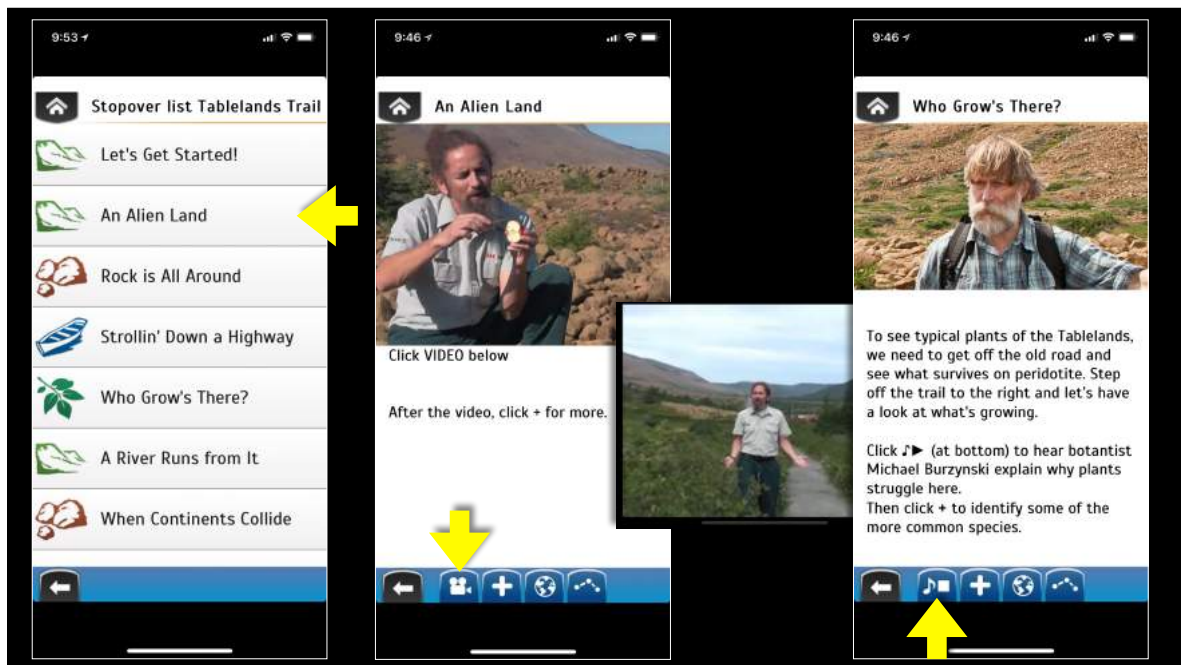 9:53
Stopover list Tablelands Trail
Let's Get Started!
An Alien Land
Rock is All Around
Strollin' Down a Highway
Who Grow's There?
A River Runs from It
When Continents Collide
9:46
An Alien Land
Click VIDEO below
After the video, click + for more.
9:46
Who Grow's There?
To see typical plants of the Tablelands,
we need to get off the old road and
see what survives on peridotite. Step
off the trail to the right and let's have
a look at what's growing.
Click ♪► (at bottom) to hear botantist
Michael Burzynski explain why plants
struggle here.
Then click + to identify some of the
more common species.